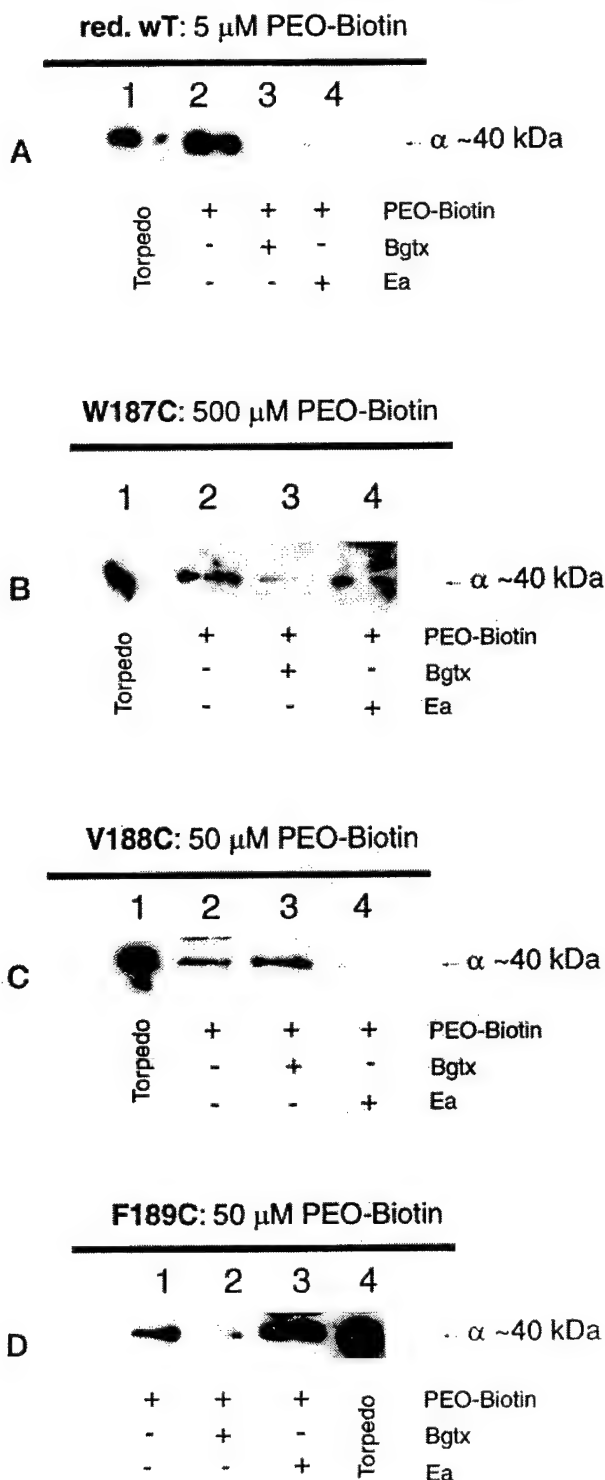 red. wT: 5 μM PEO-Biotin
1 2 3 4
A
α ~40 kDa
Torpedo
+ + + PEO-Biotin
- + - Bgtx
- - + Ea
W187C: 500 μM PEO-Biotin
1 2 3 4
B
α ~40 kDa
Torpedo
+ + + PEO-Biotin
- + - Bgtx
- - + Ea
V188C: 50 μM PEO-Biotin
1 2 3 4
C
α ~40 kDa
Torpedo
+ + + PEO-Biotin
- + - Bgtx
- - + Ea
F189C: 50 μM PEO-Biotin
1 2 3 4
D
α ~40 kDa
+ + + PEO-Biotin
- + - Bgtx
- - + Ea
Torpedo